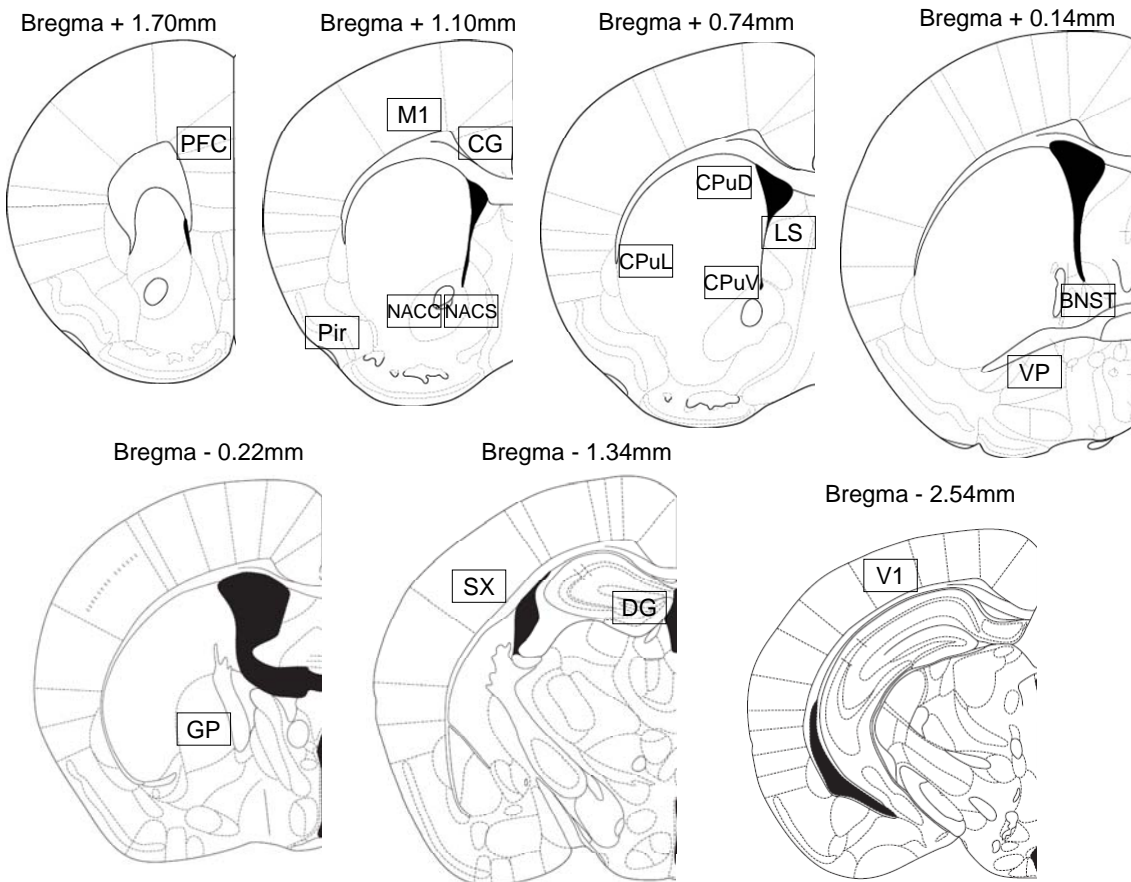 Bregma + 1.70mm
Bregma + 1.10mm
Bregma + 0.74mm
Bregma + 0.14mm
PFC
M1
CG
NACC
NACS
Pir
CPuD
LS
CPuL
CPuV
BNST
VP
Bregma - 0.22mm
Bregma - 1.34mm
Bregma - 2.54mm
GP
SX
DG
V1